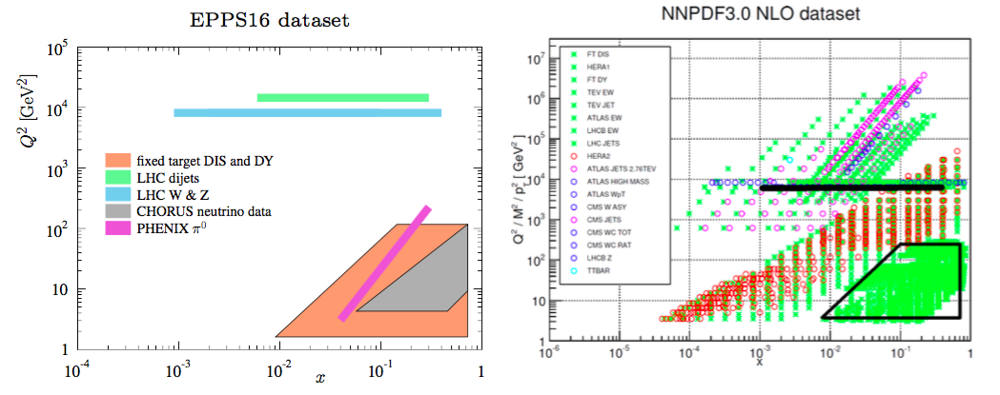 EPPS16 dataset
10^5
10^4
10^3
10^2
10
1
Q^2 [GeV^2]
fixed target DIS and DY
LHC dijets
LHC W & Z
CHORUS neutrino data
PHENIX π^0
10^-4
10^-3
10^-2
10^-1
1
x
NNPDF3.0 NLO dataset
FT DIS
HERA1
FT DY
TEV EW
TEV JET
ATLAS EW
LHCB EW
LHC JETS
HERA2
ATLAS JETS 2.76TEV
ATLAS HIGH MASS
ATLAS WpT
CMS W ASY
CMS JETS
CMS WC TOT
CMS WC RAT
LHCB Z
TTBAR
10^7
10^6
10^5
10^4
10^3
10^2
10
1
Q^2 / M^2 / p_T^2 [ GeV^2 ]
10^-6
10^-5
10^-4
10^-3
10^-2
10^-1
1
x